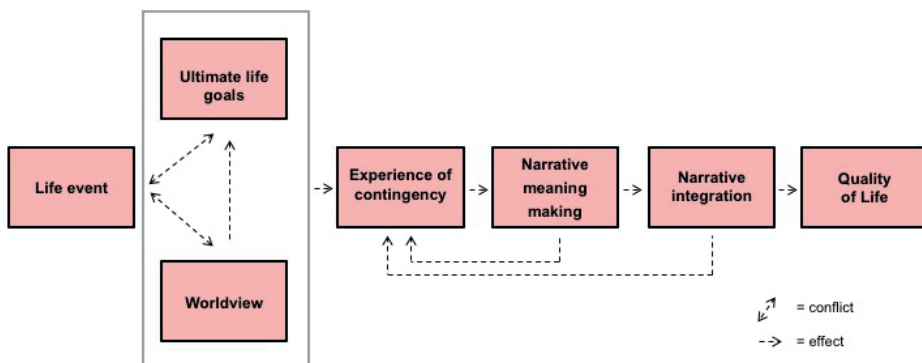 Ultimate life
goals
Life event
Worldview
Experience of
contingency
Narrative
meaning
making
Narrative
integration
Quality
of Life
= conflict
= effect